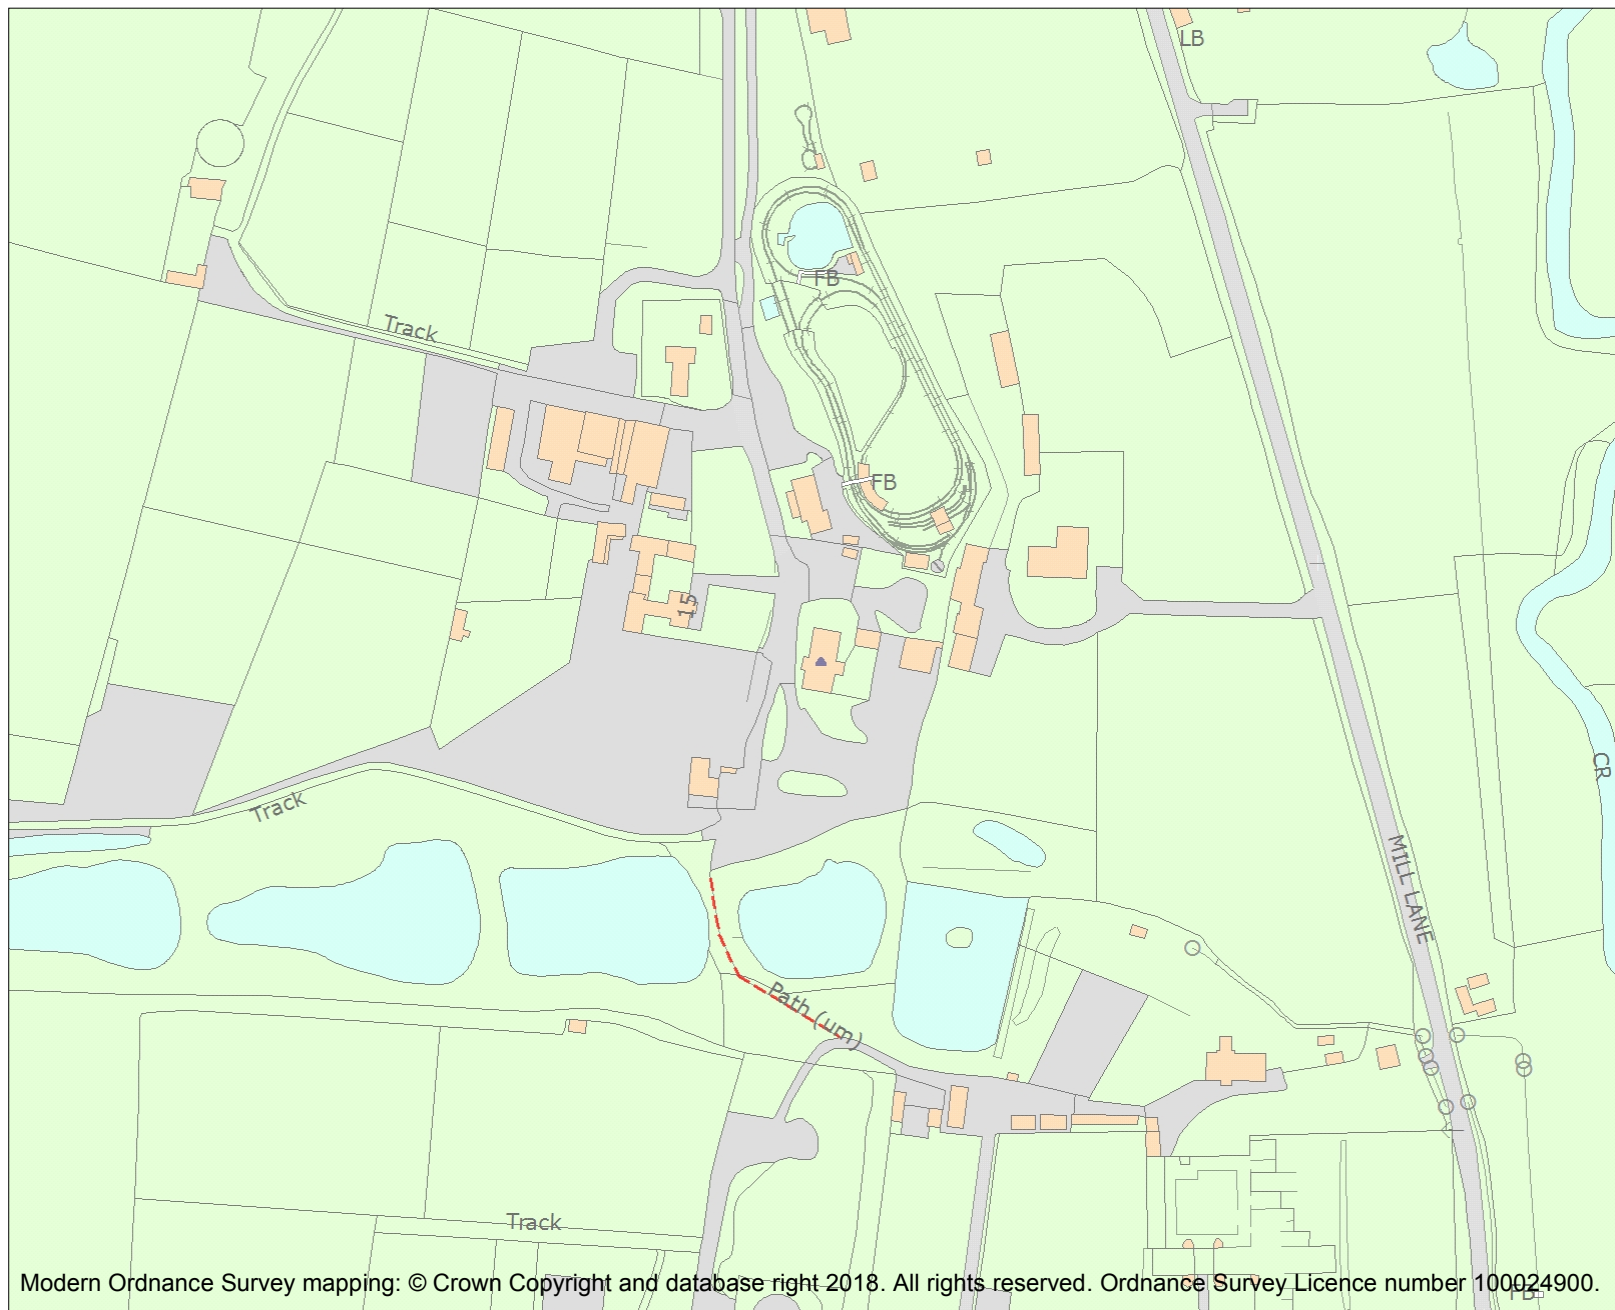 LB
FB
Track
FB
15
CR
Track
MILL LANE
Path (um)
Track
Modern Ordnance Survey mapping: © Crown Copyright and database right 2018. All rights reserved. Ordnance Survey Licence number 100024900.
FB